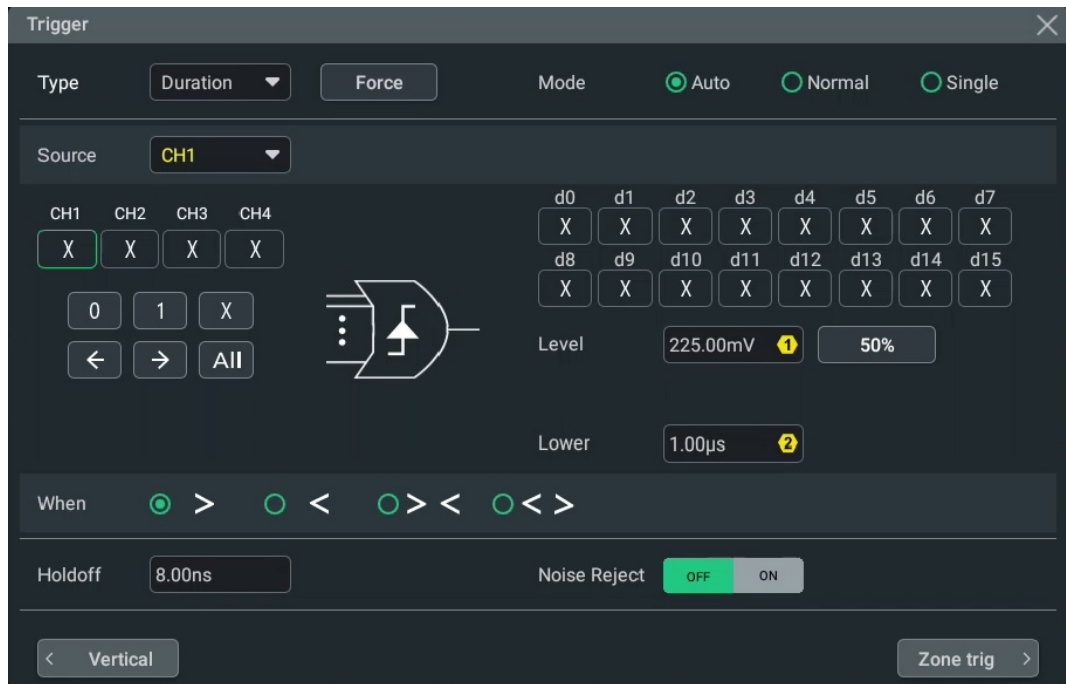 Trigger
Type Duration Force Mode Auto Normal Single
Source CH1
CH1 CH2 CH3 CH4
X X X X
d0 d1 d2 d3 d4 d5 d6 d7
X X X X X X X X
d8 d9 d10 d11 d12 d13 d14 d15
X X X X X X X X
0 1 X
← → All
Level 225.00mV 1 50%
Lower 1.00µs 2
When > < > < < >
Holdoff 8.00ns Noise Reject OFF ON
< Vertical Zone trig >